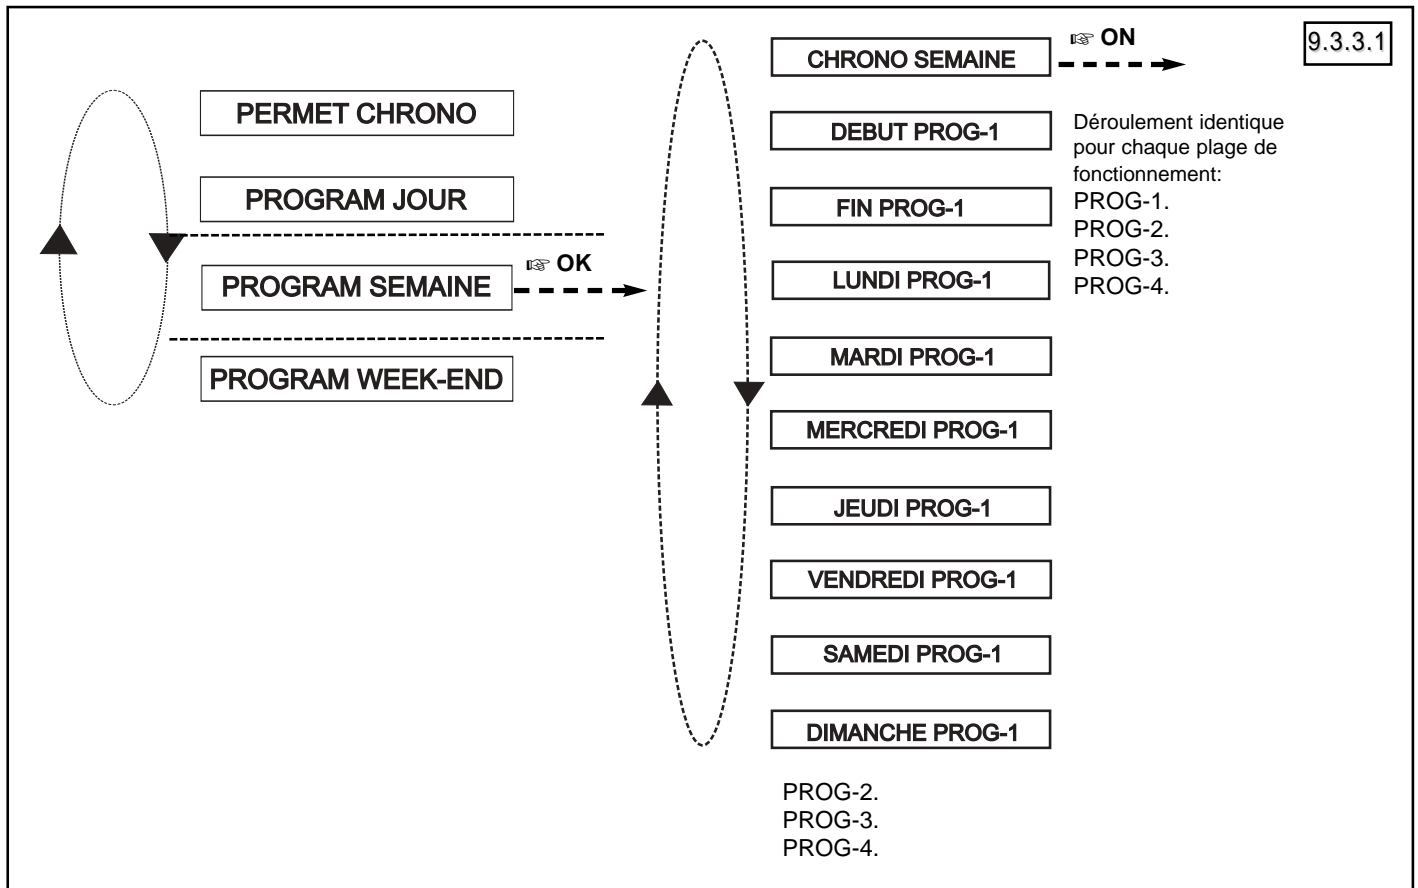 9.3.3.1
PERMET CHRONO
PROGRAM JOUR
PROGRAM SEMAINE
☞ OK
PROGRAM WEEK-END
CHRONO SEMAINE
☞ ON
DEBUT PROG-1
FIN PROG-1
LUNDI PROG-1
MARDI PROG-1
MERCREDI PROG-1
JEUDI PROG-1
VENDREDI PROG-1
SAMEDI PROG-1
DIMANCHE PROG-1
PROG-2.
PROG-3.
PROG-4.
Déroulement identique
pour chaque plage de
fonctionnement:
PROG-1.
PROG-2.
PROG-3.
PROG-4.